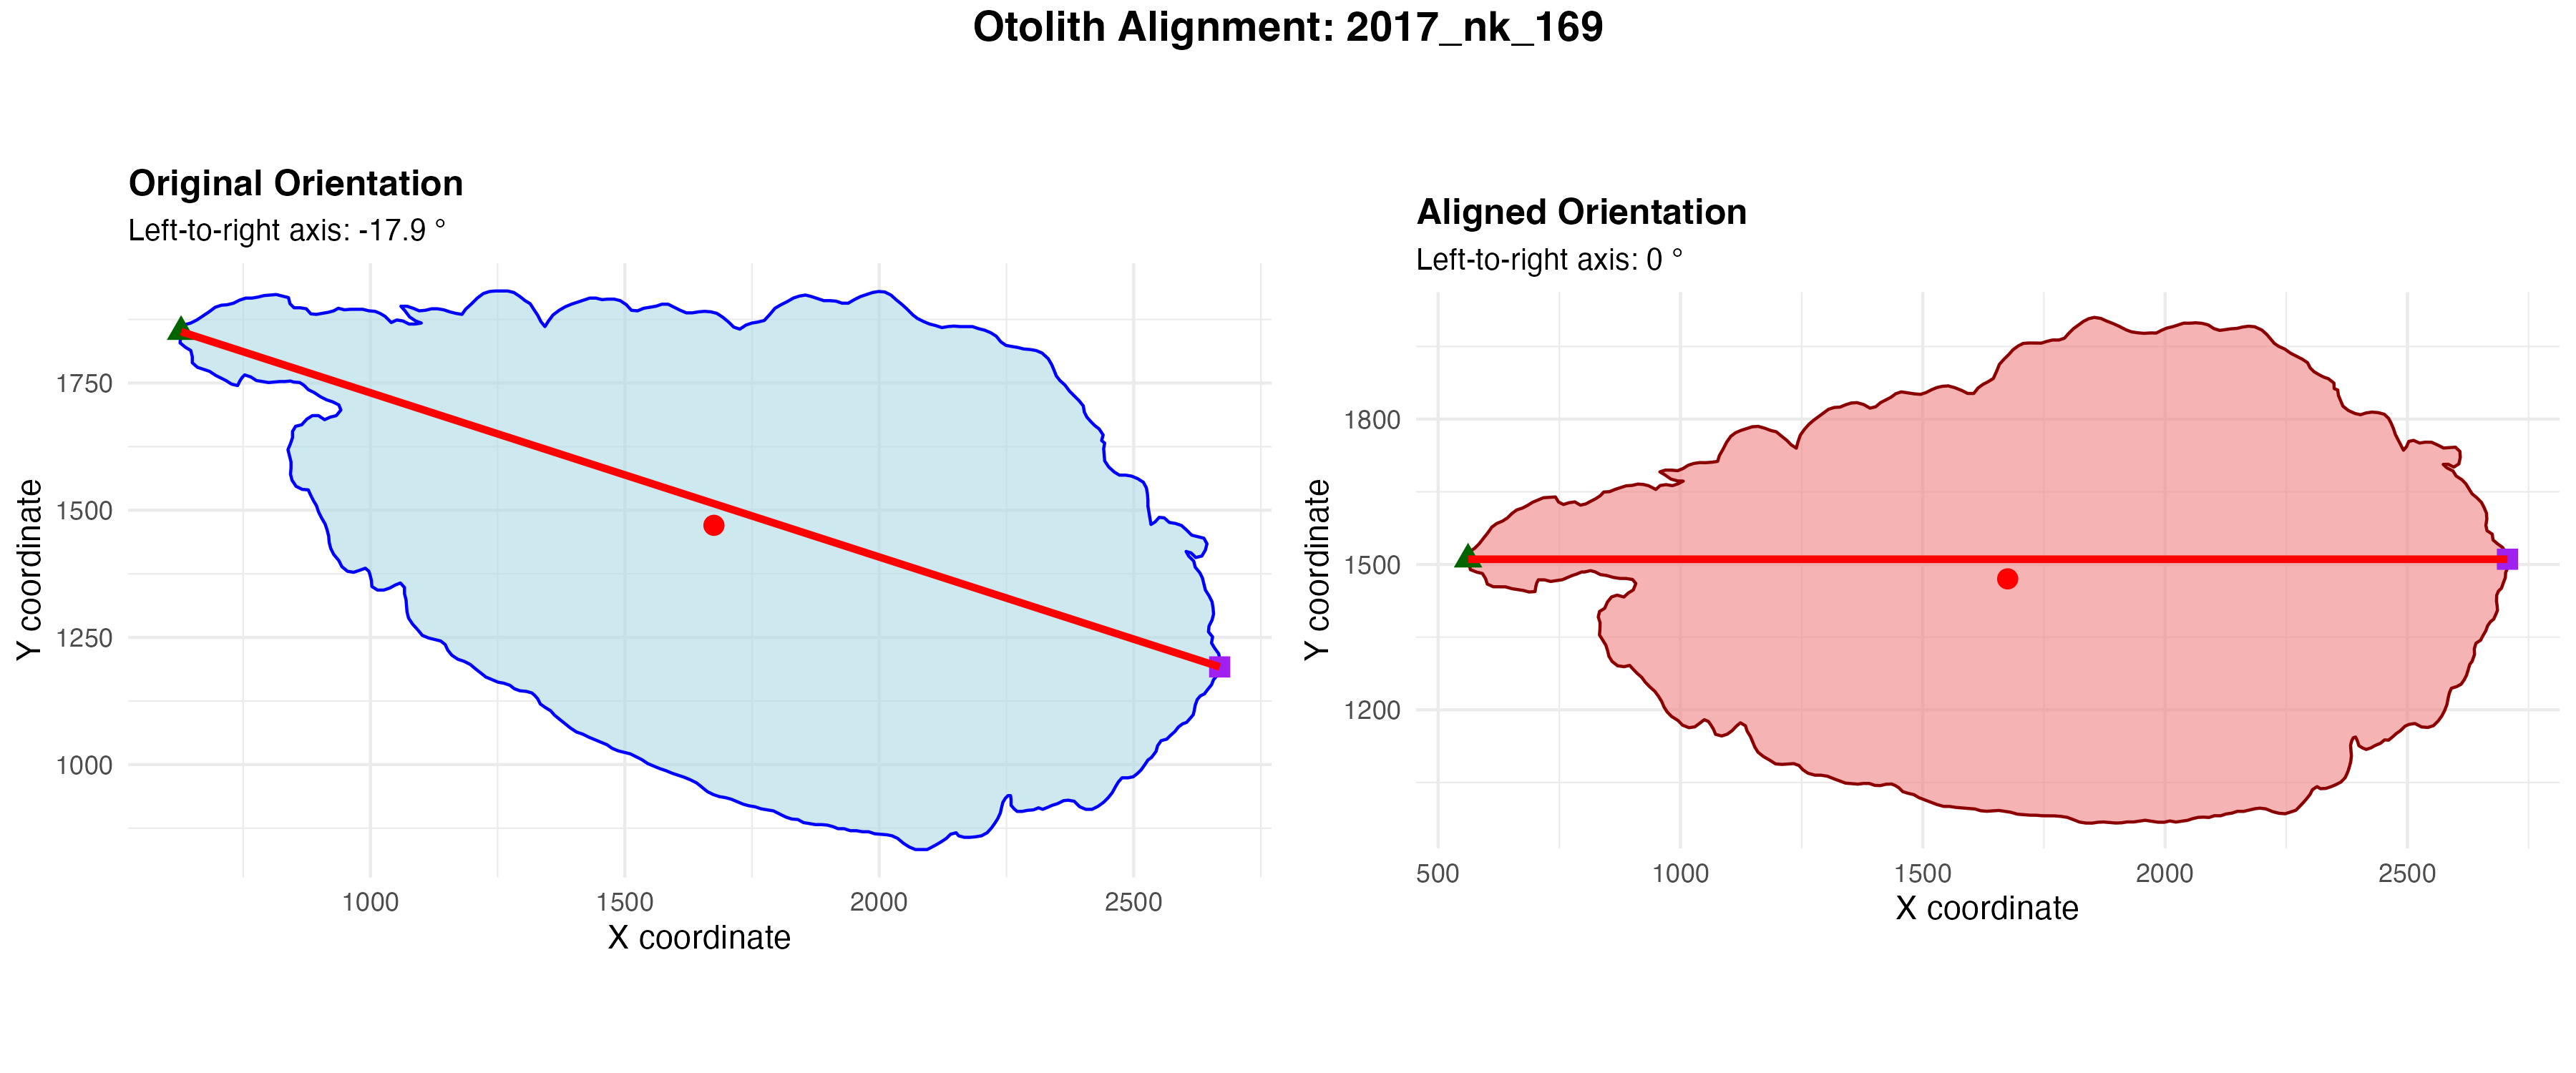 Otolith Alignment: 2017_nk_169
Original Orientation
Left-to-right axis: -17.9 °
Y coordinate
1750
1500
1250
1000
1000
1500
2000
2500
X coordinate
Aligned Orientation
Left-to-right axis: 0 °
Y coordinate
1800
1500
1200
500
1000
1500
2000
2500
X coordinate